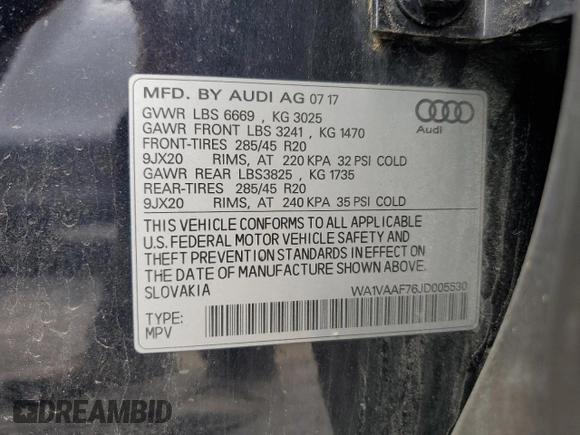 MFD. BY AUDI AG 07 17
GVWR LBS 6669 , KG 3025
GAWR FRONT LBS 3241 , KG 1470
FRONT-TIRES 285/45 R20
9JX20 RIMS, AT 220 KPA 32 PSI COLD
GAWR REAR LBS3825 , KG 1735
REAR-TIRES 285/45 R20
9JX20 RIMS, AT 240 KPA 35 PSI COLD
Audi
THIS VEHICLE CONFORMS TO ALL APPLICABLE
U.S. FEDERAL MOTOR VEHICLE SAFETY AND
THEFT PREVENTION STANDARDS IN EFFECT ON
THE DATE OF MANUFACTURE SHOWN ABOVE.
SLOVAKIA WA1VAAF76JD005530
TYPE:
MPV
DREAMBID